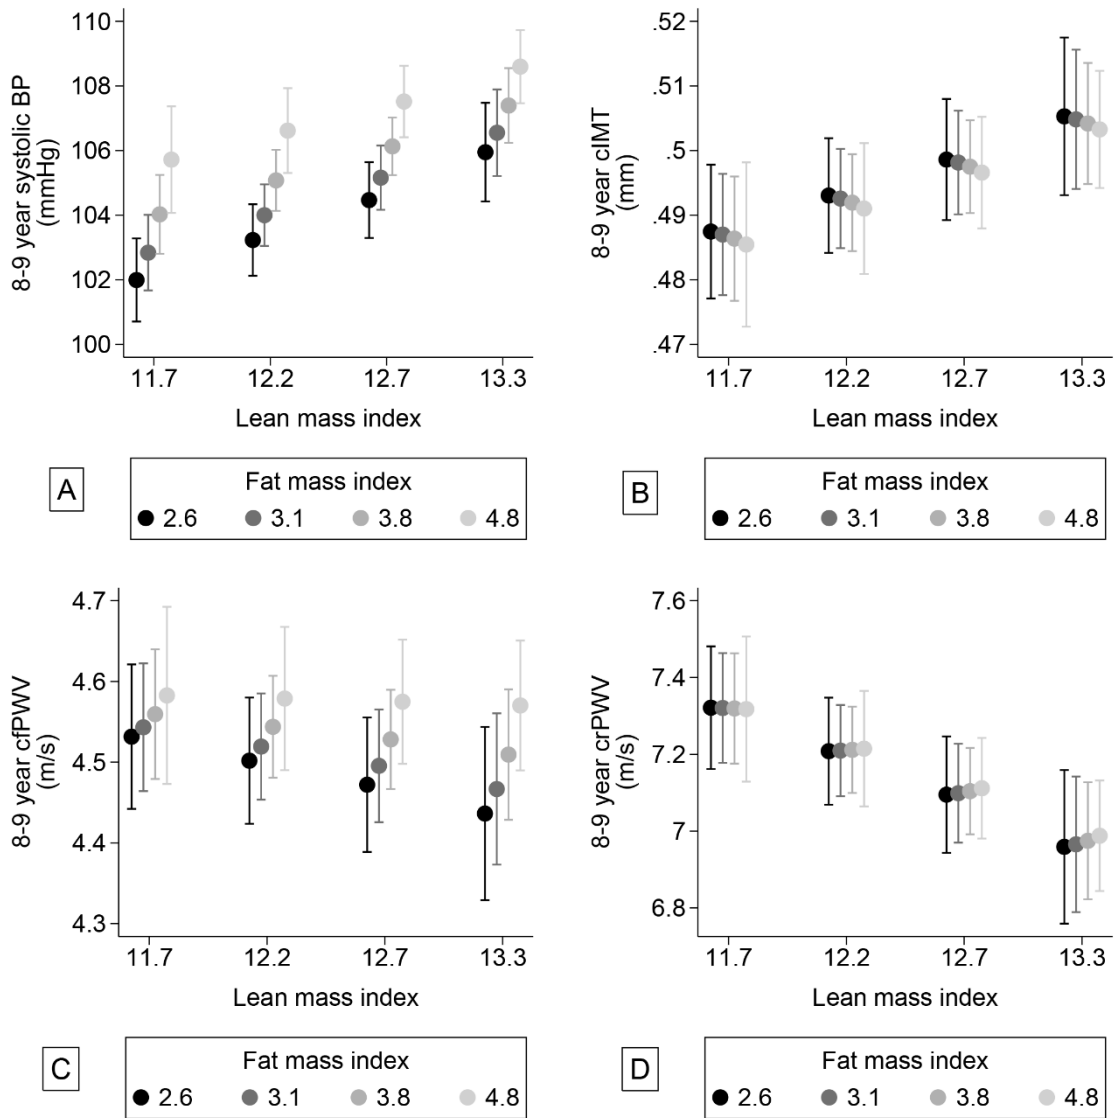 8-9 year systolic BP
(mmHg)
110
108
106
104
102
100
11.7 12.2 12.7 13.3
Lean mass index
A
Fat mass index
2.6 3.1 3.8 4.8
8-9 year cIMT
(mm)
.52
.51
.5
.49
.48
.47
11.7 12.2 12.7 13.3
Lean mass index
B
Fat mass index
2.6 3.1 3.8 4.8
8-9 year cfPWV
(m/s)
4.7
4.6
4.5
4.4
4.3
11.7 12.2 12.7 13.3
Lean mass index
C
Fat mass index
2.6 3.1 3.8 4.8
8-9 year crPWV
(m/s)
7.6
7.4
7.2
7
6.8
11.7 12.2 12.7 13.3
Lean mass index
D
Fat mass index
2.6 3.1 3.8 4.8